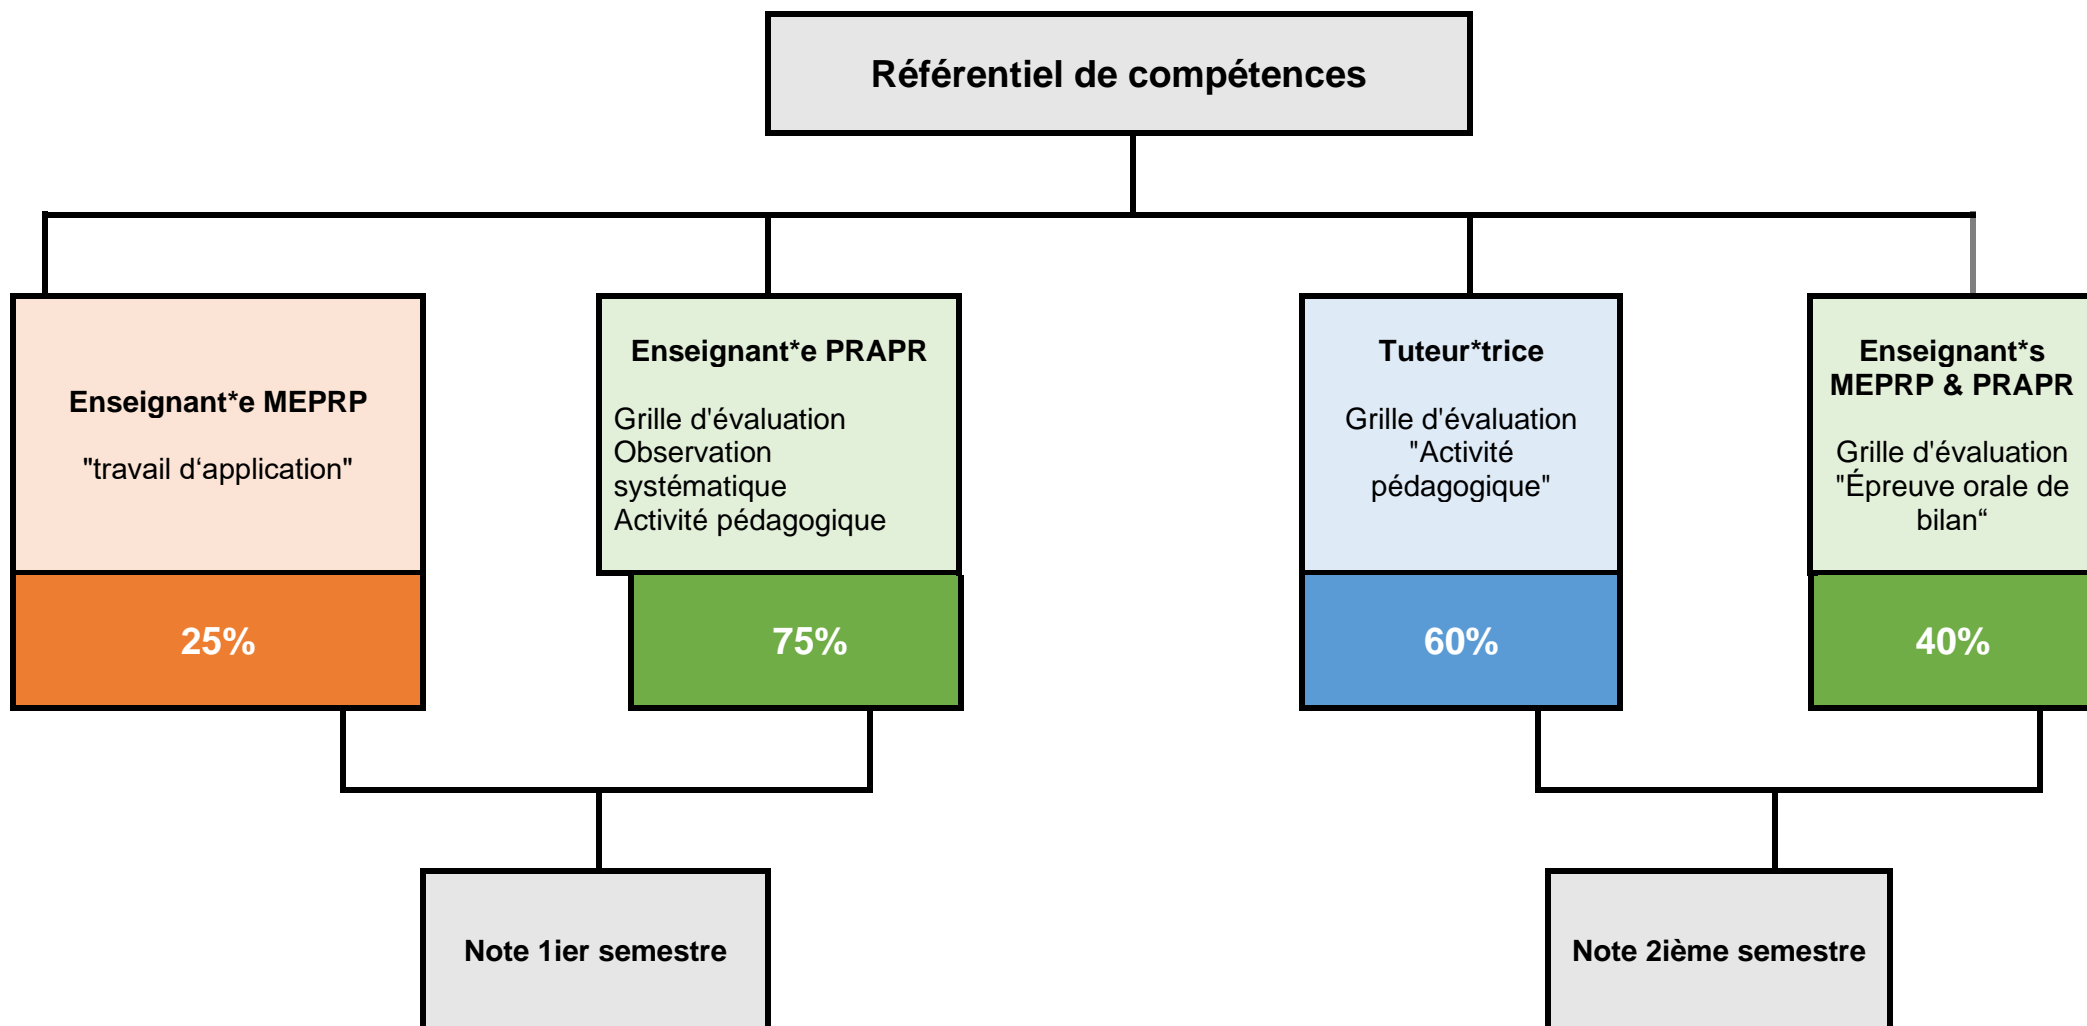 Référentiel de compétences
Enseignant*e MEPRP
"travail d‘application"
25%
Enseignant*e PRAPR
Grille d'évaluation
Observation
systématique
Activité pédagogique
75%
Tuteur*trice
Grille d'évaluation
"Activité
pédagogique"
60%
Enseignant*s
MEPRP & PRAPR
Grille d'évaluation
"Épreuve orale de
bilan“
40%
Note 1ier semestre
Note 2ième semestre